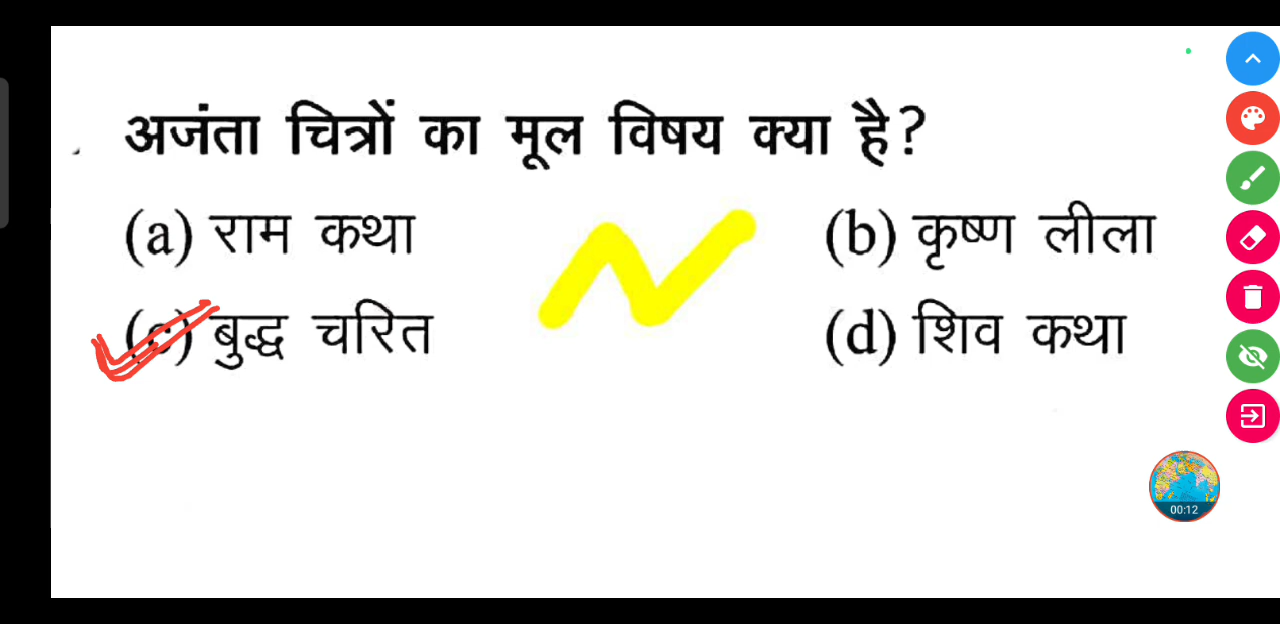 अजंता चित्रों का मूल विषय क्या है?
(a) राम कथा
(b) कृष्ण लीला
(c) बुद्ध चरित
(d) शिव कथा
00:12